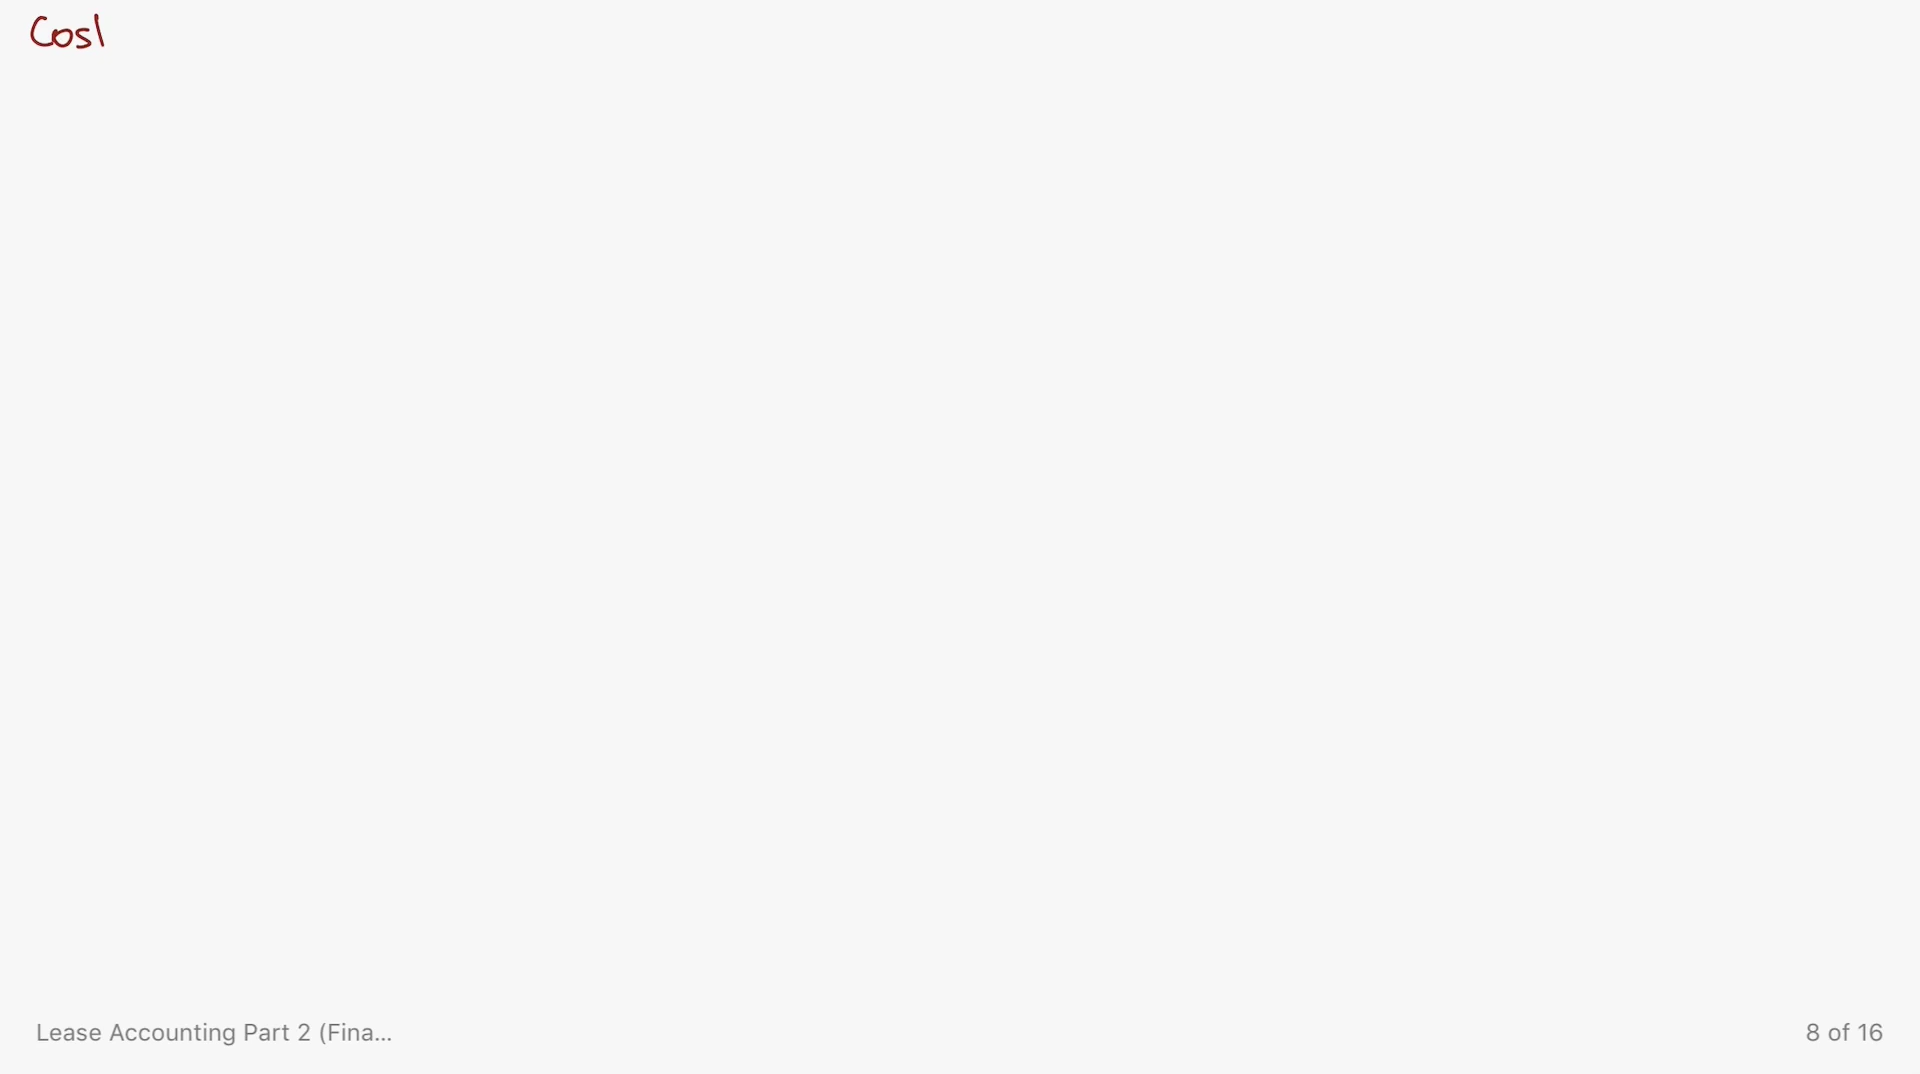 Cosl
Lease Accounting Part 2 (Fina...
8 of 16